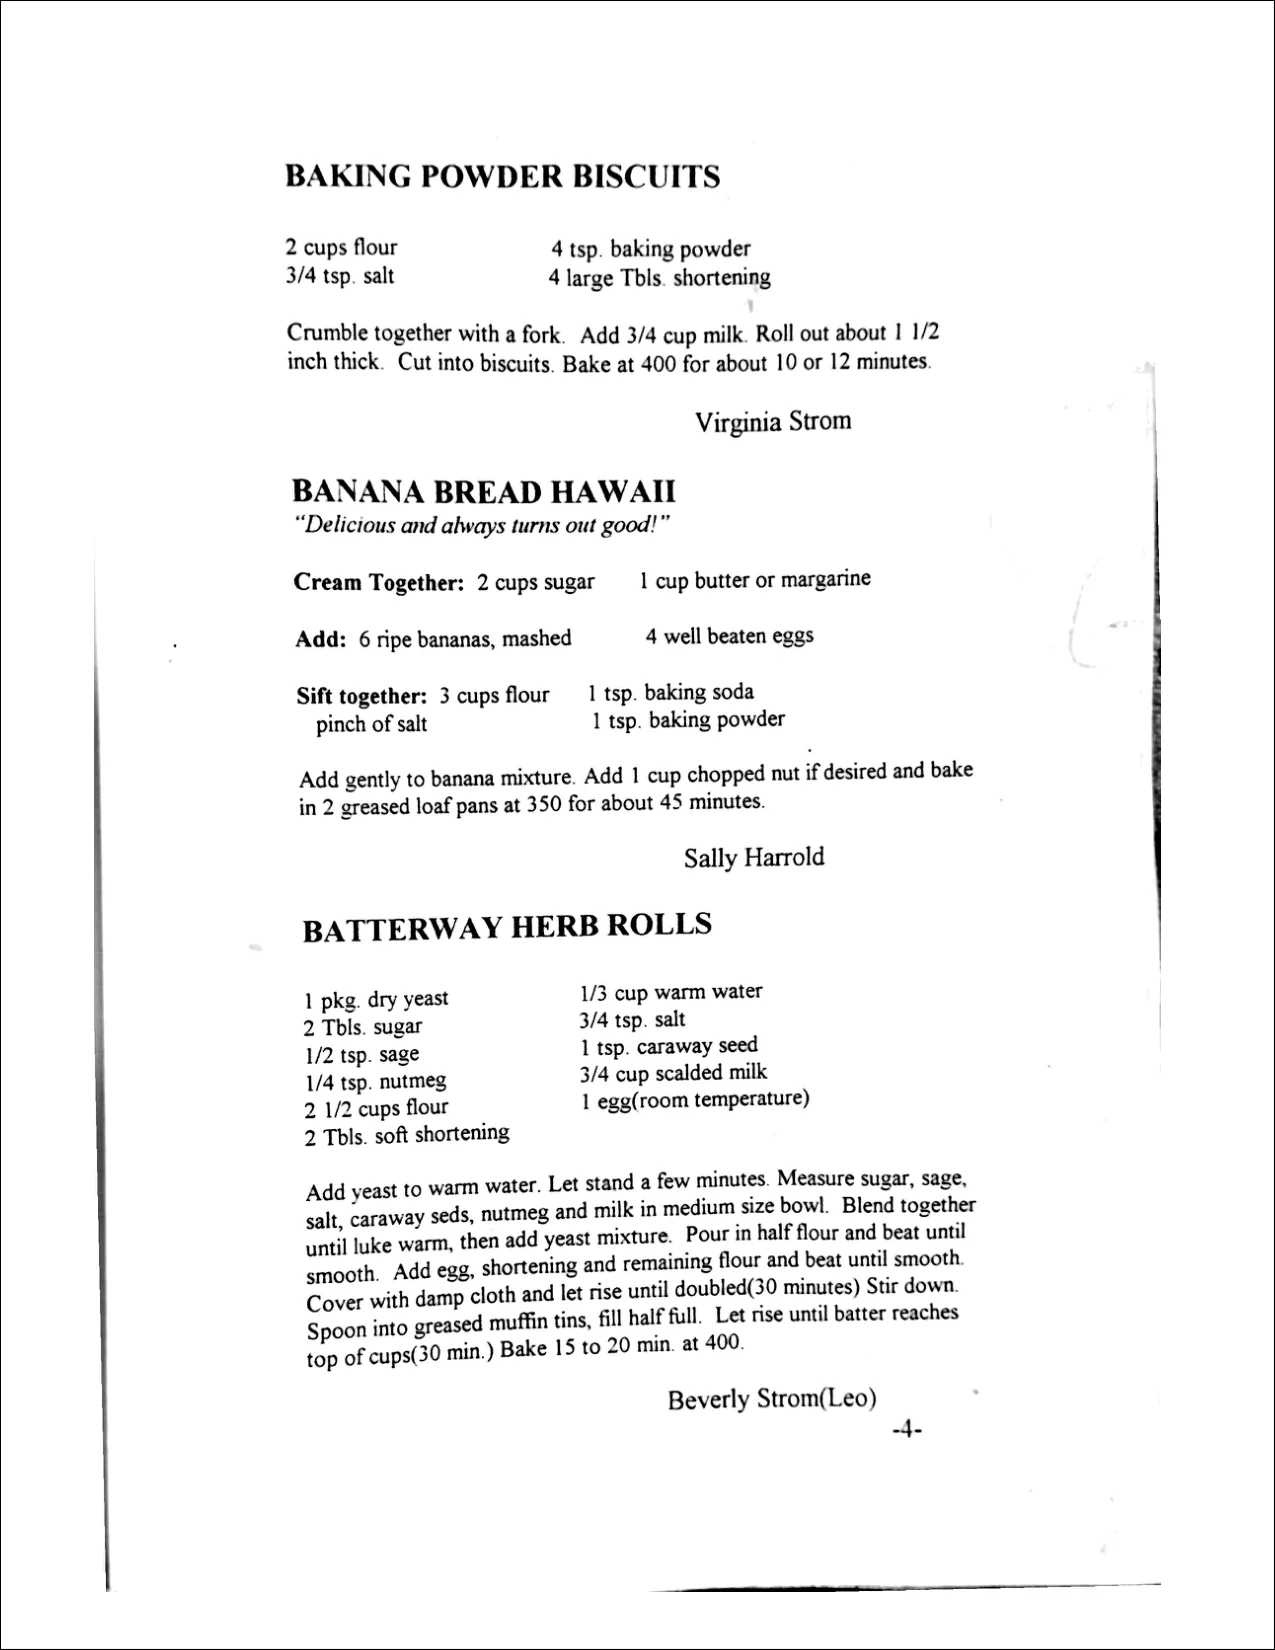 BAKING POWDER BISCUITS
2 cups flour 4 tsp. baking powder
3/4 tsp. salt 4 large Tbls. shortening
Crumble together with a fork. Add 3/4 cup milk. Roll out about 1 1/2
inch thick. Cut into biscuits. Bake at 400 for about 10 or 12 minutes.
Virginia Strom
BANANA BREAD HAWAII
"Delicious and always turns out good!"
Cream Together: 2 cups sugar 1 cup butter or margarine
Add: 6 ripe bananas, mashed 4 well beaten eggs
Sift together: 3 cups flour 1 tsp. baking soda
pinch of salt 1 tsp. baking powder
Add gently to banana mixture. Add 1 cup chopped nut if desired and bake
in 2 greased loaf pans at 350 for about 45 minutes.
Sally Harrold
BATTERWAY HERB ROLLS
1 pkg. dry yeast 1/3 cup warm water
2 Tbls. sugar 3/4 tsp. salt
1/2 tsp. sage 1 tsp. caraway seed
1/4 tsp. nutmeg 3/4 cup scalded milk
2 1/2 cups flour 1 egg(room temperature)
2 Tbls. soft shortening
Add yeast to warm water. Let stand a few minutes. Measure sugar, sage,
salt, caraway seds, nutmeg and milk in medium size bowl. Blend together
until luke warm, then add yeast mixture. Pour in half flour and beat until
smooth. Add egg, shortening and remaining flour and beat until smooth.
Cover with damp cloth and let rise until doubled(30 minutes) Stir down.
Spoon into greased muffin tins, fill half full. Let rise until batter reaches
top of cups(30 min.) Bake 15 to 20 min. at 400.
Beverly Strom(Leo)
-4-